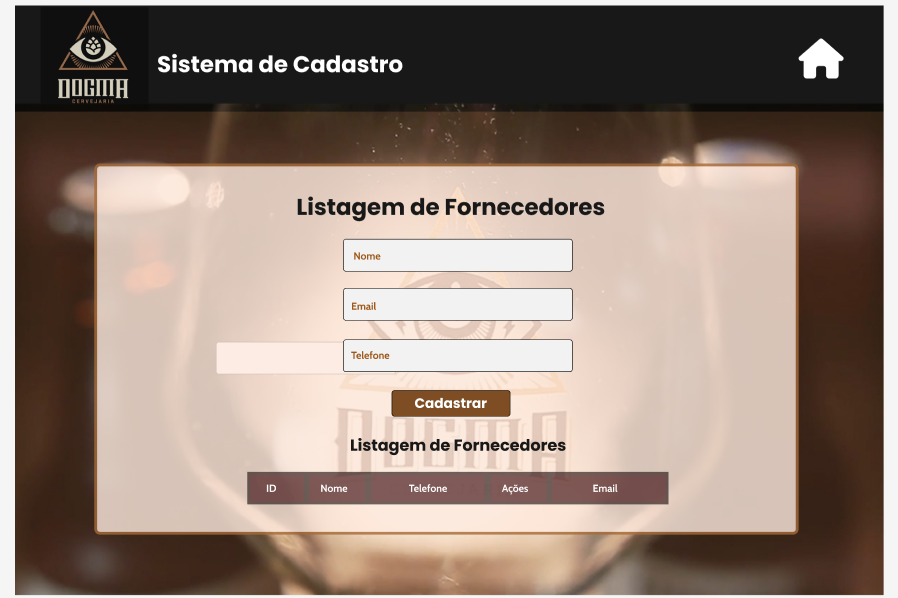 DOGMA
CERVEJARIA
Sistema de Cadastro
Listagem de Fornecedores
Nome
Email
Telefone
Cadastrar
DOGMA
Listagem de Fornecedores
ID Nome Telefone Ações Email